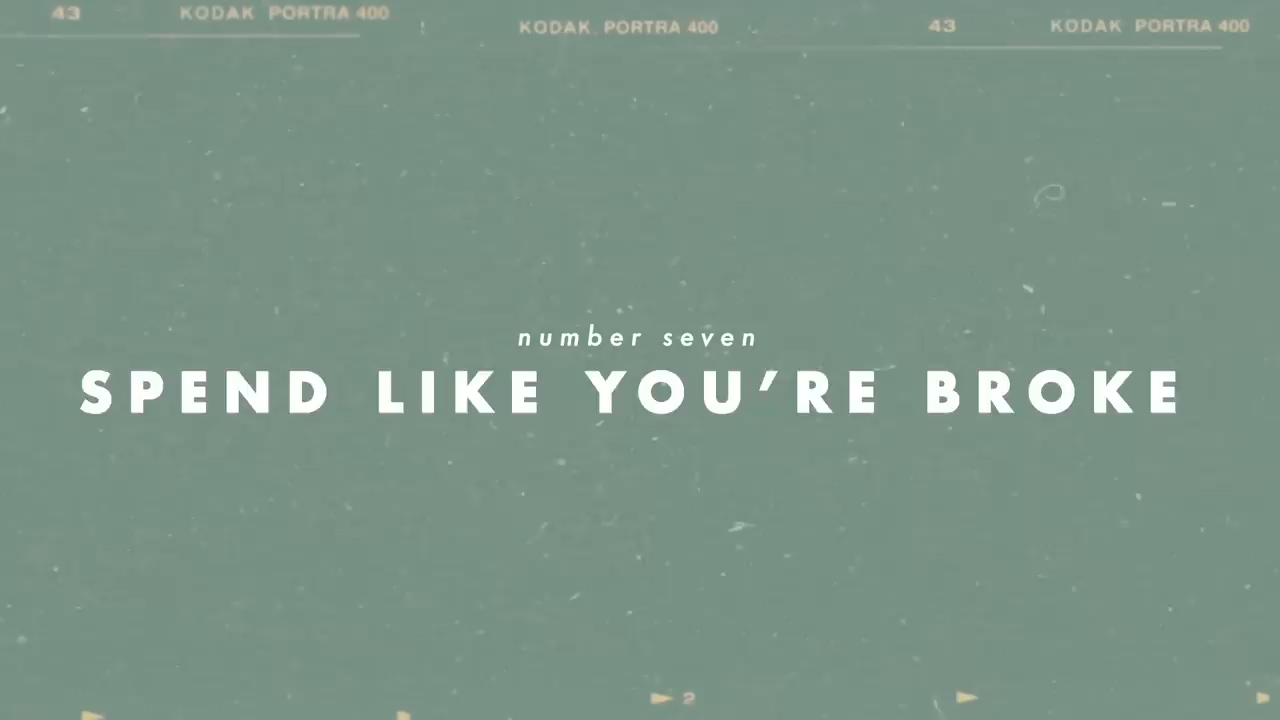 43 KODAK PORTRA 400 KODAK PORTRA 400 43 KODAK PORTRA 400
number seven
SPEND LIKE YOU'RE BROKE
2